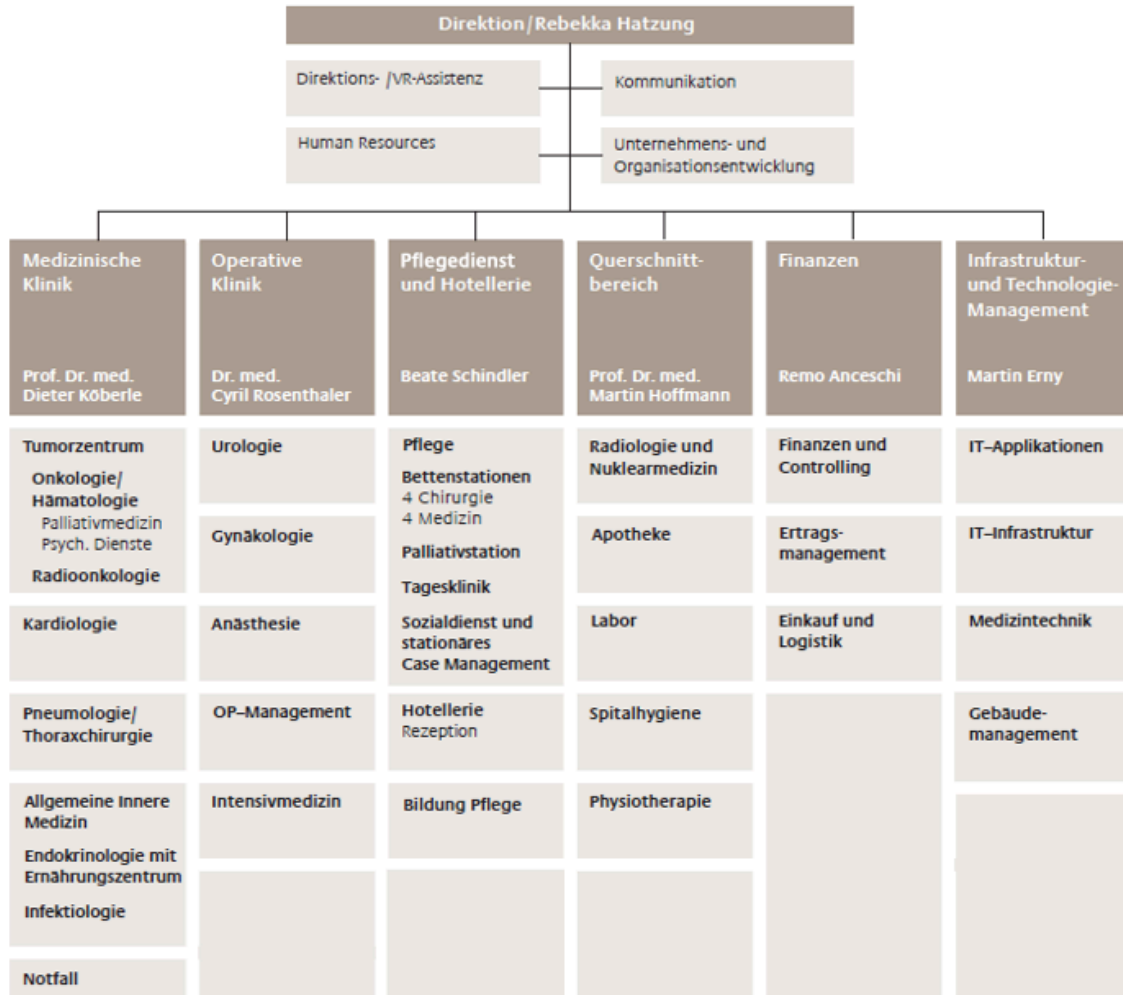 Direktion/Rebekka Hatzung
Direktions- /VR-Assistenz
Kommunikation
Human Resources
Unternehmens- und
Organisationsentwicklung
Medizinische
Klinik
Prof. Dr. med.
Dieter Köberle
Operative
Klinik
Dr. med.
Cyril Rosenthaler
Pflegedienst
und Hotellerie
Beate Schindler
Querschnitt-
bereich
Prof. Dr. med.
Martin Hoffmann
Finanzen
Remo Anceschi
Infrastruktur-
und Technologie-
Management
Martin Erny
Tumorzentrum
Onkologie/
Hämatologie
Palliativmedizin
Psych. Dienste
Radioonkologie
Kardiologie
Pneumologie/
Thoraxchirurgie
Allgemeine Innere
Medizin
Endokrinologie mit
Ernährungszentrum
Infektiologie
Notfall
Urologie
Gynäkologie
Anästhesie
OP–Management
Intensivmedizin
Pflege
Bettenstationen
4 Chirurgie
4 Medizin
Palliativstation
Tagesklinik
Sozialdienst und
stationäres
Case Management
Hotellerie
Rezeption
Bildung Pflege
Radiologie und
Nuklearmedizin
Apotheke
Labor
Spitalhygiene
Physiotherapie
Finanzen und
Controlling
Ertrags-
management
Einkauf und
Logistik
IT–Applikationen
IT–Infrastruktur
Medizintechnik
Gebäude-
management